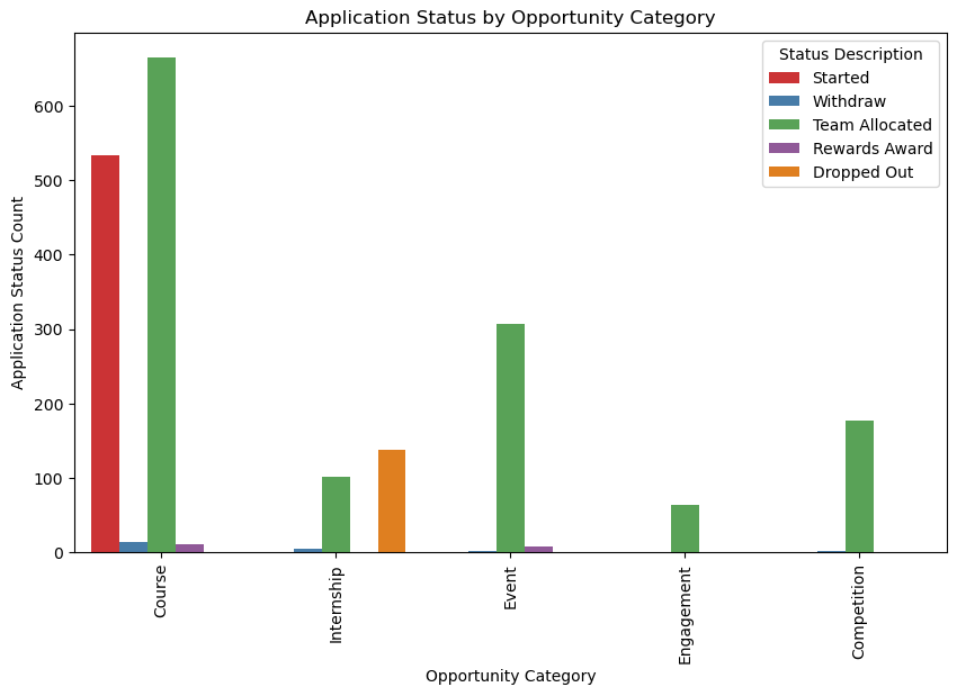 Application Status by Opportunity Category
Status Description
Started
Withdraw
Team Allocated
Rewards Award
Dropped Out
Application Status Count
600
500
400
300
200
100
0
Course
Internship
Event
Engagement
Competition
Opportunity Category